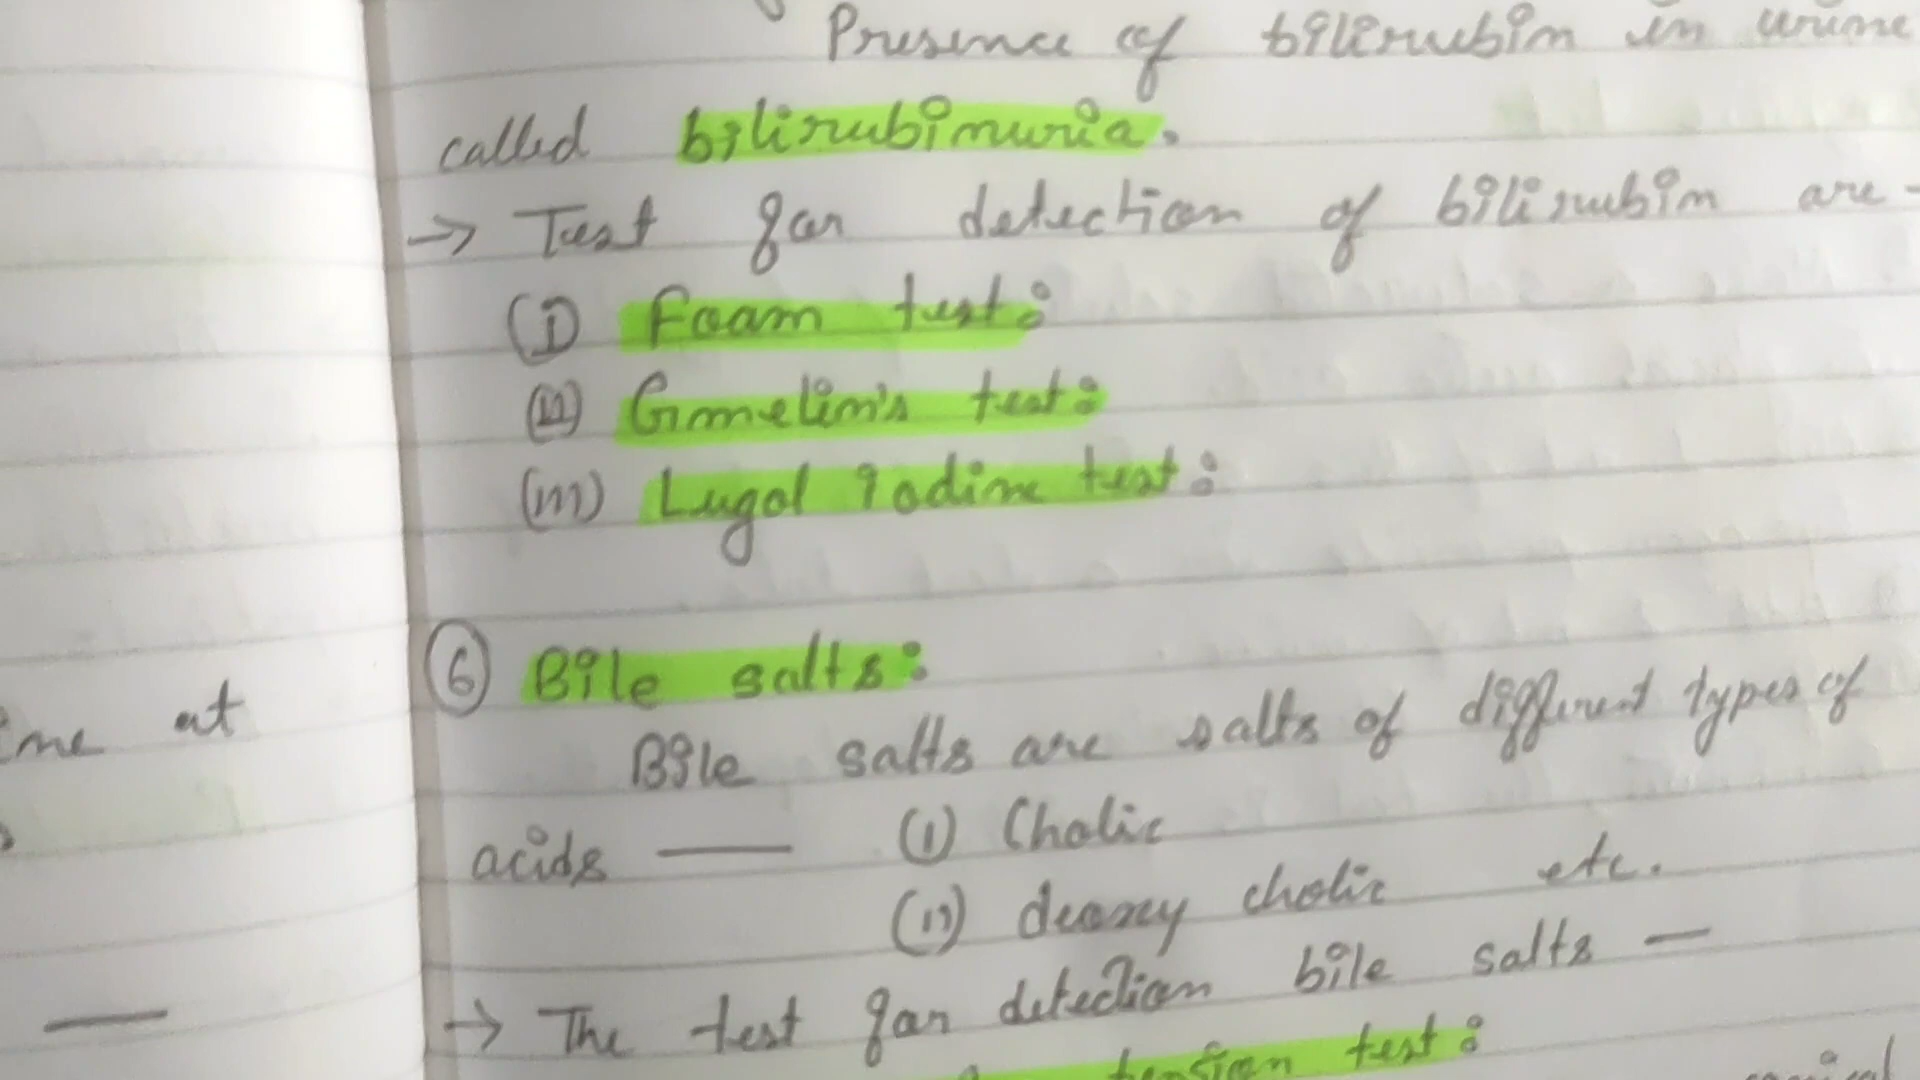 Presence of bilirubin in urine
called bilirubinuria.
→ Test for detection of bilirubin are -
(I) Foam test:
(II) Gmelin's test:
(III) Lugol iodine test:
6 Bile salts:
Bile salts are salts of different types of
acids — (I) Cholic
(II) deoxy cholic etc.
→ The test for detection bile salts —
tension test:
at